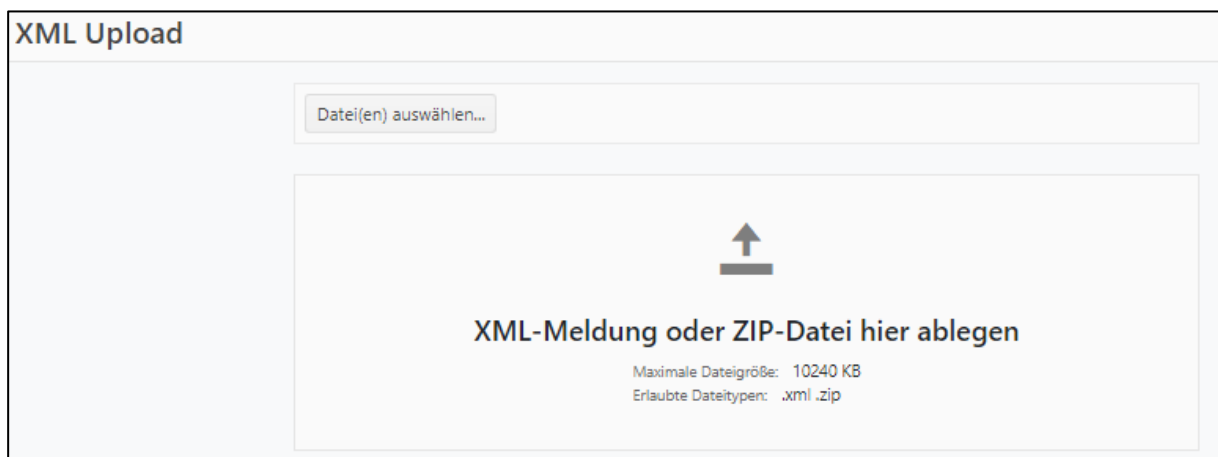 XML Upload
Datei(en) auswählen...
XML-Meldung oder ZIP-Datei hier ablegen
Maximale Dateigröße: 10240 KB
Erlaubte Dateitypen: .xml .zip